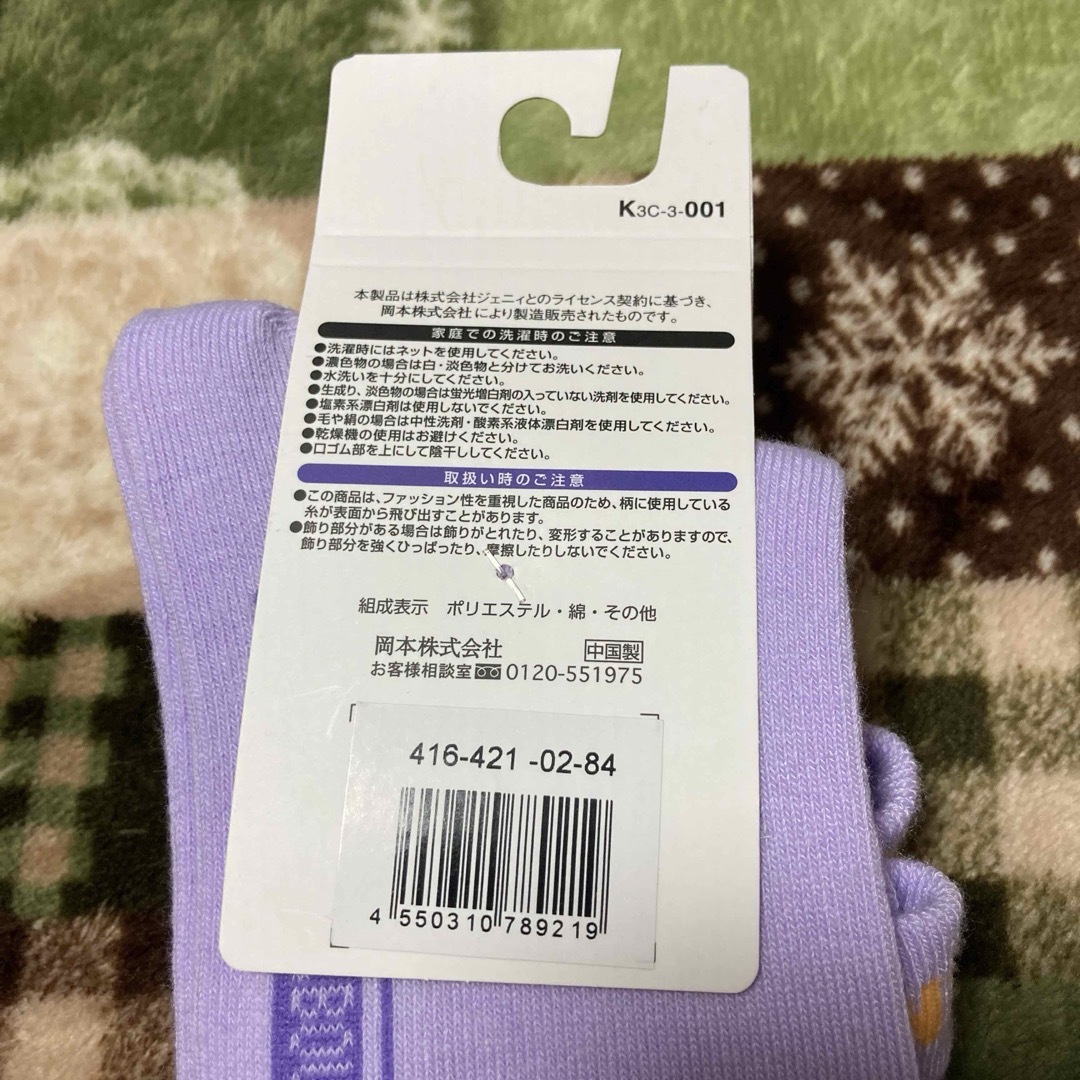 K3C-3-001
本製品は株式会社ジェニィとのライセンス契約に基づき、
岡本株式会社により製造販売されたものです。
家庭での洗濯時のご注意
●洗濯時にはネットを使用してください。
●濃色物の場合は白・淡色物と分けてお洗いください。
●水洗いを十分にしてください。
●生成り、淡色物の場合は蛍光増白剤の入っていない洗剤を使用してください。
●塩素系漂白剤は使用しないでください。
●毛や絹の場合は中性洗剤・酸素系液体漂白剤を使用してください。
●乾燥機の使用はお避けください。
●口ゴム部を上にして陰干ししてください。
取扱い時のご注意
●この商品は、ファッション性を重視した商品のため、柄に使用している
糸が表面から飛び出すことがあります。
●飾り部分がある場合は飾りがとれたり、変形することがありますので、
飾り部分を強くひっぱったり、摩擦したりしないでください。
組成表示 ポリエステル・綿・その他
岡本株式会社 中国製
お客様相談室 0120-551975
416-421 -02-84
4 550310 789219